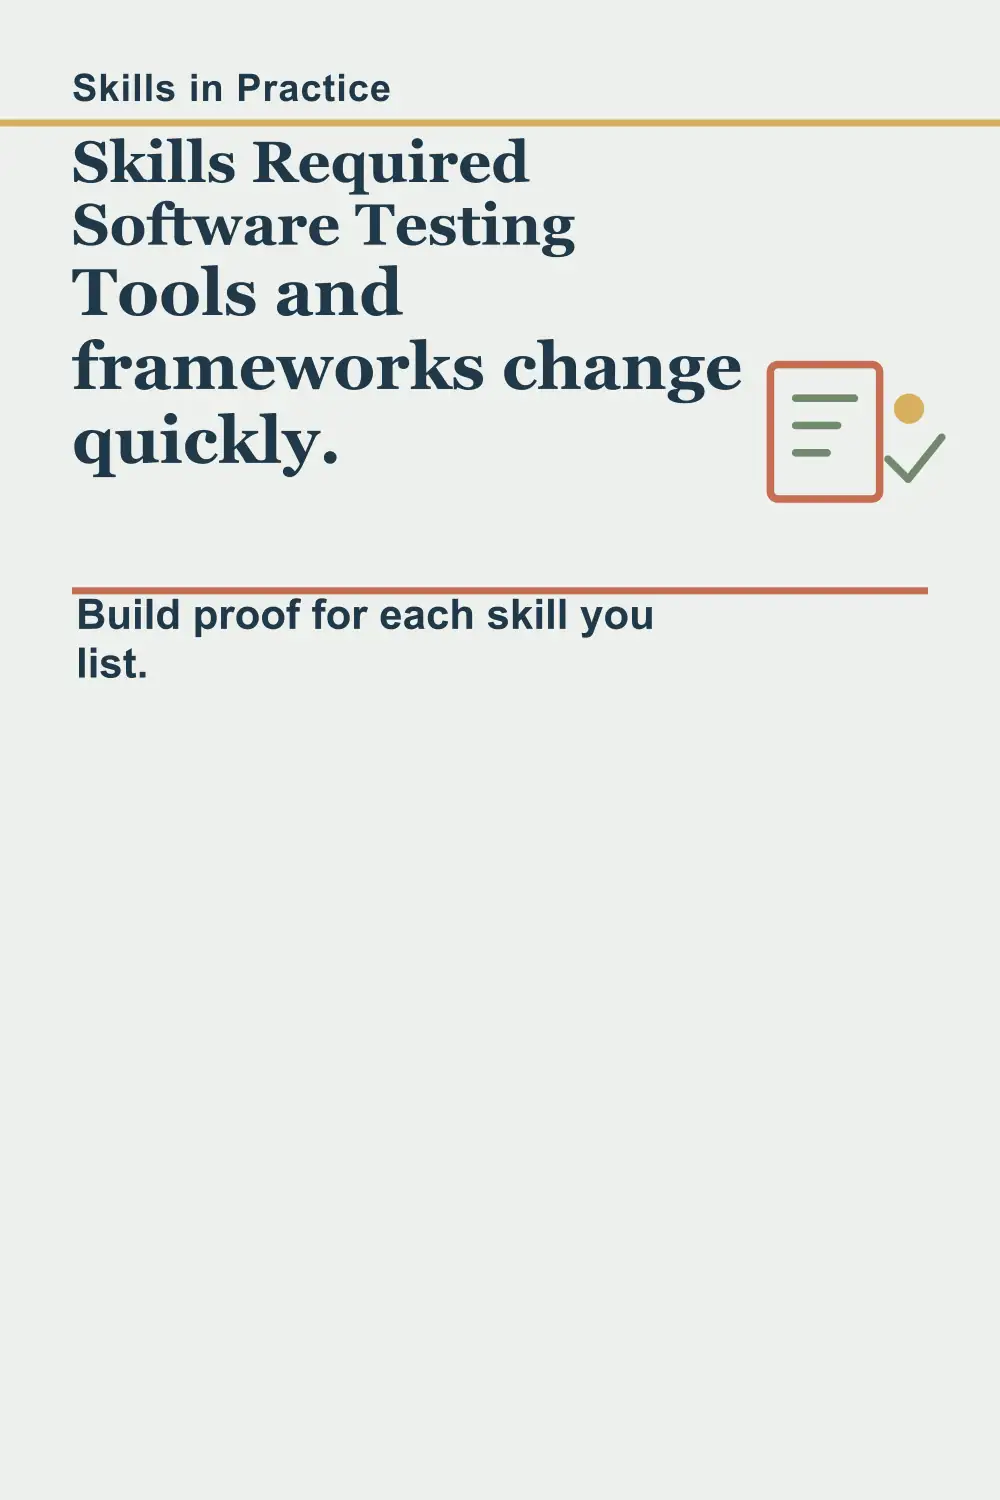 Skills in Practice
Skills Required
Software Testing
Tools and
frameworks change
quickly.
Build proof for each skill you
list.